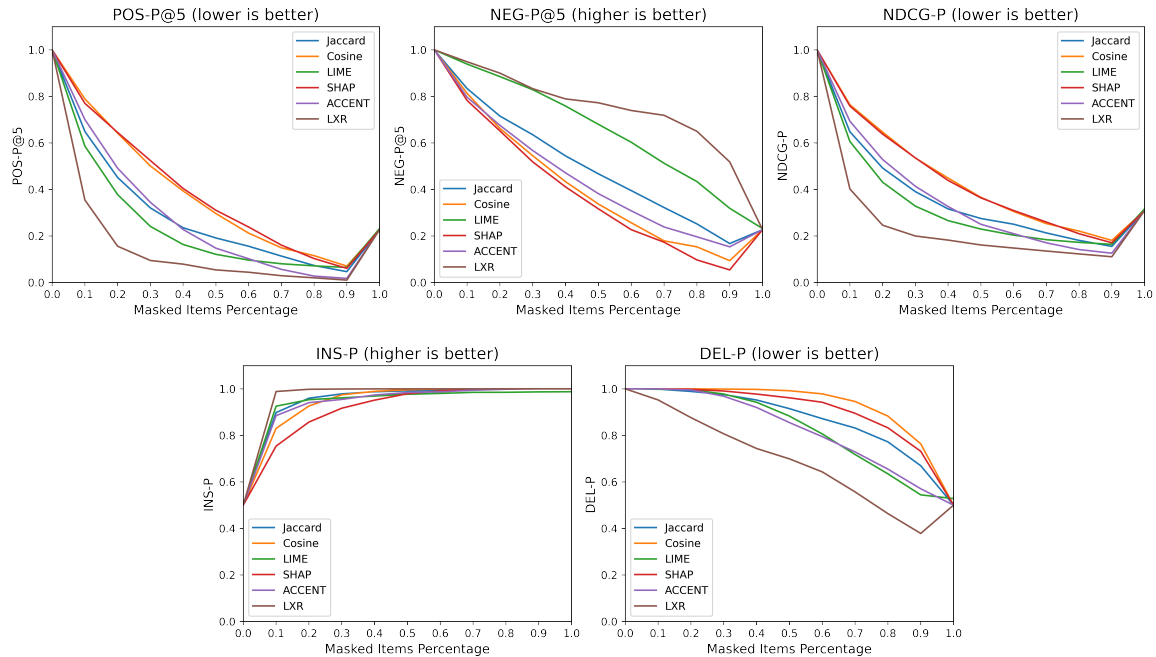 POS-P@5 (lower is better)
POS-P@5
1.0
0.8
0.6
0.4
0.2
0.0
Jaccard
Cosine
LIME
SHAP
ACCENT
LXR
0.0 0.1 0.2 0.3 0.4 0.5 0.6 0.7 0.8 0.9 1.0
Masked Items Percentage
NEG-P@5 (higher is better)
NEG-P@5
1.0
0.8
0.6
0.4
0.2
0.0
Jaccard
Cosine
LIME
SHAP
ACCENT
LXR
0.0 0.1 0.2 0.3 0.4 0.5 0.6 0.7 0.8 0.9 1.0
Masked Items Percentage
NDCG-P (lower is better)
NDCG-P
1.0
0.8
0.6
0.4
0.2
0.0
Jaccard
Cosine
LIME
SHAP
ACCENT
LXR
0.0 0.1 0.2 0.3 0.4 0.5 0.6 0.7 0.8 0.9 1.0
Masked Items Percentage
INS-P (higher is better)
INS-P
1.0
0.8
0.6
0.4
0.2
0.0
Jaccard
Cosine
LIME
SHAP
ACCENT
LXR
0.0 0.1 0.2 0.3 0.4 0.5 0.6 0.7 0.8 0.9 1.0
Masked Items Percentage
DEL-P (lower is better)
DEL-P
1.0
0.8
0.6
0.4
0.2
0.0
Jaccard
Cosine
LIME
SHAP
ACCENT
LXR
0.0 0.1 0.2 0.3 0.4 0.5 0.6 0.7 0.8 0.9 1.0
Masked Items Percentage